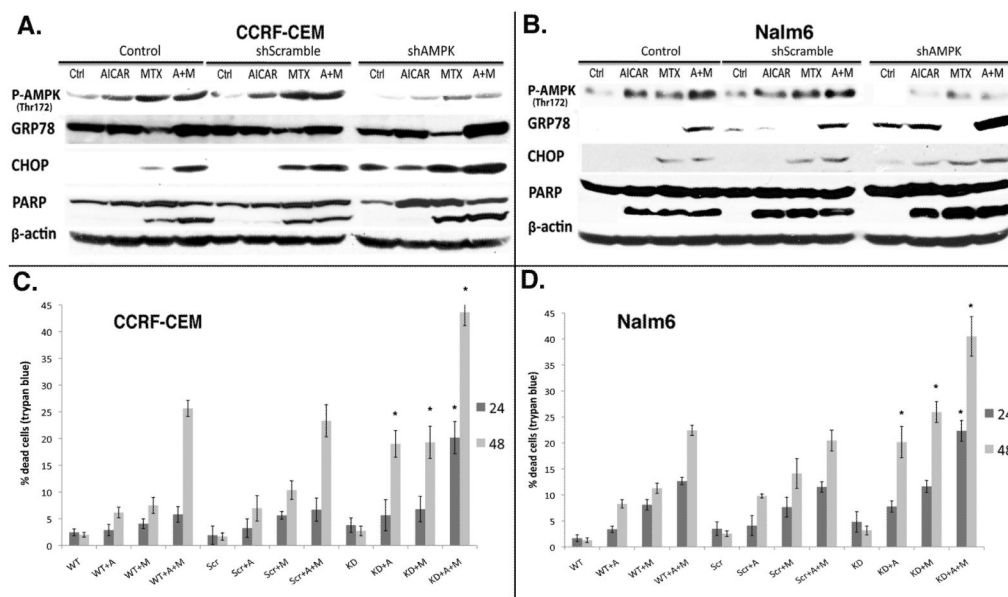 A.
CCRF-CEM
Control shScramble shAMPK
Ctrl AICAR MTX A+M Ctrl AICAR MTX A+M Ctrl AICAR MTX A+M
P-AMPK
(Thr172)
GRP78
CHOP
PARP
β-actin
B.
Nalm6
Control shScramble shAMPK
Ctrl AICAR MTX A+M Ctrl AICAR MTX A+M Ctrl AICAR MTX A+M
P-AMPK
(Thr172)
GRP78
CHOP
PARP
β-actin
C.
CCRF-CEM
% dead cells (trypan blue)
45
40
35
30
25
20
15
10
5
0
* * * * *
24
48
WT WT+A WT+M WT+A+M Scr Scr+A Scr+M Scr+A+M KD KD+A KD+M KD+A+M
D.
Nalm6
% dead cells (trypan blue)
45
40
35
30
25
20
15
10
5
0
* * * *
24
48
WT WT+A WT+M WT+A+M Scr Scr+A Scr+M Scr+A+M KD KD+A KD+M KD+A+M